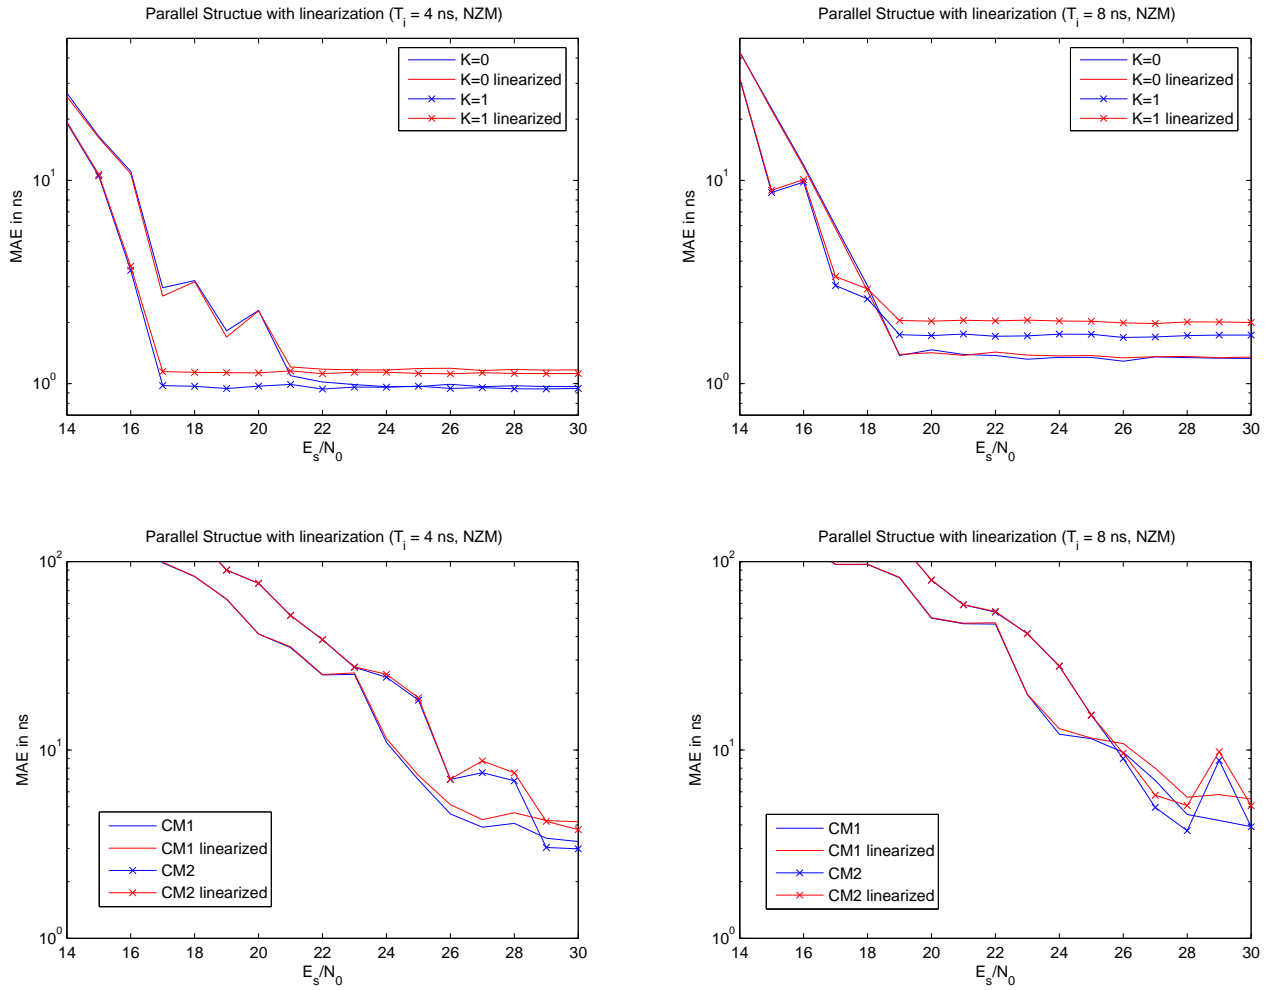 Parallel Structue with linearization (T_i = 4 ns, NZM)
MAE in ns
10^1
10^0
K=0
K=0 linearized
K=1
K=1 linearized
14 16 18 20 22 24 26 28 30
E_s/N_0
Parallel Structue with linearization (T_i = 8 ns, NZM)
MAE in ns
10^1
10^0
K=0
K=0 linearized
K=1
K=1 linearized
14 16 18 20 22 24 26 28 30
E_s/N_0
Parallel Structue with linearization (T_i = 4 ns, NZM)
MAE in ns
10^2
10^1
10^0
CM1
CM1 linearized
CM2
CM2 linearized
14 16 18 20 22 24 26 28 30
E_s/N_0
Parallel Structue with linearization (T_i = 8 ns, NZM)
MAE in ns
10^2
10^1
10^0
CM1
CM1 linearized
CM2
CM2 linearized
14 16 18 20 22 24 26 28 30
E_s/N_0